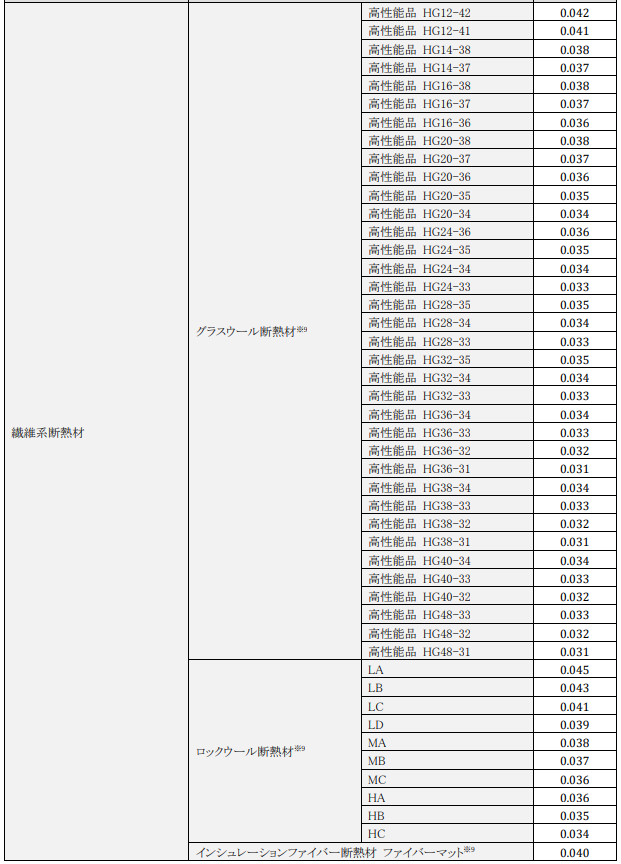 高性能品 HG12-42 0.042
高性能品 HG12-41 0.041
高性能品 HG14-38 0.038
高性能品 HG14-37 0.037
高性能品 HG16-38 0.038
高性能品 HG16-37 0.037
高性能品 HG16-36 0.036
高性能品 HG20-38 0.038
高性能品 HG20-37 0.037
高性能品 HG20-36 0.036
高性能品 HG20-35 0.035
高性能品 HG20-34 0.034
高性能品 HG24-36 0.036
高性能品 HG24-35 0.035
高性能品 HG24-34 0.034
高性能品 HG24-33 0.033
高性能品 HG28-35 0.035
高性能品 HG28-34 0.034
グラスウール断熱材※9
高性能品 HG28-33 0.033
高性能品 HG32-35 0.035
高性能品 HG32-34 0.034
高性能品 HG32-33 0.033
高性能品 HG36-34 0.034
繊維系断熱材
高性能品 HG36-33 0.033
高性能品 HG36-32 0.032
高性能品 HG36-31 0.031
高性能品 HG38-34 0.034
高性能品 HG38-33 0.033
高性能品 HG38-32 0.032
高性能品 HG38-31 0.031
高性能品 HG40-34 0.034
高性能品 HG40-33 0.033
高性能品 HG40-32 0.032
高性能品 HG48-33 0.033
高性能品 HG48-32 0.032
高性能品 HG48-31 0.031
LA 0.045
LB 0.043
LC 0.041
LD 0.039
MA 0.038
ロックウール断熱材※9
MB 0.037
MC 0.036
HA 0.036
HB 0.035
HC 0.034
インシュレーションファイバー断熱材 ファイバーマット※9 0.040